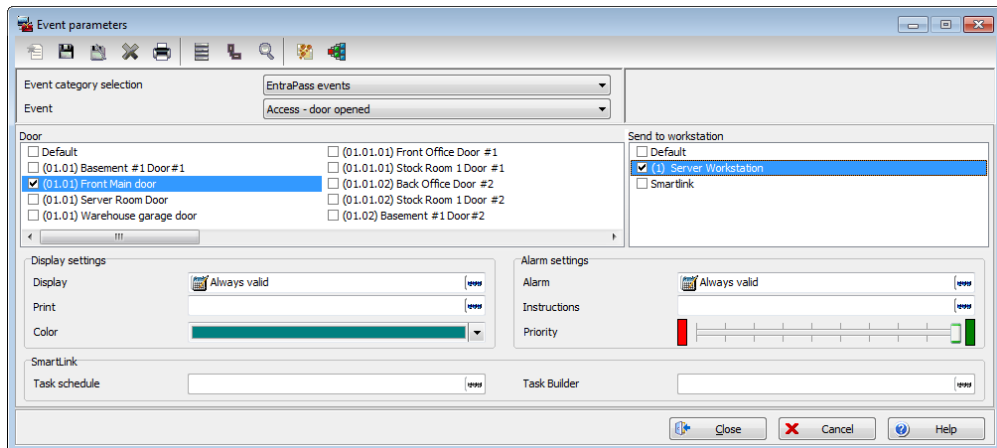 Event parameters
Event category selection EntraPass events
Event Access - door opened
Door
Default
(01.01) Basement #1 Door#1
(01.01) Front Main door
(01.01) Server Room Door
(01.01) Warehouse garage door
(01.01.01) Front Office Door #1
(01.01.01) Stock Room 1 Door #1
(01.01.02) Back Office Door #2
(01.01.02) Stock Room 1 Door #2
(01.02) Basement #1 Door#2
Send to workstation
Default
(1) Server Workstation
Smartlink
Display settings
Display Always valid
Print
Color
Alarm settings
Alarm Always valid
Instructions
Priority
SmartLink
Task schedule Task Builder
Close Cancel Help